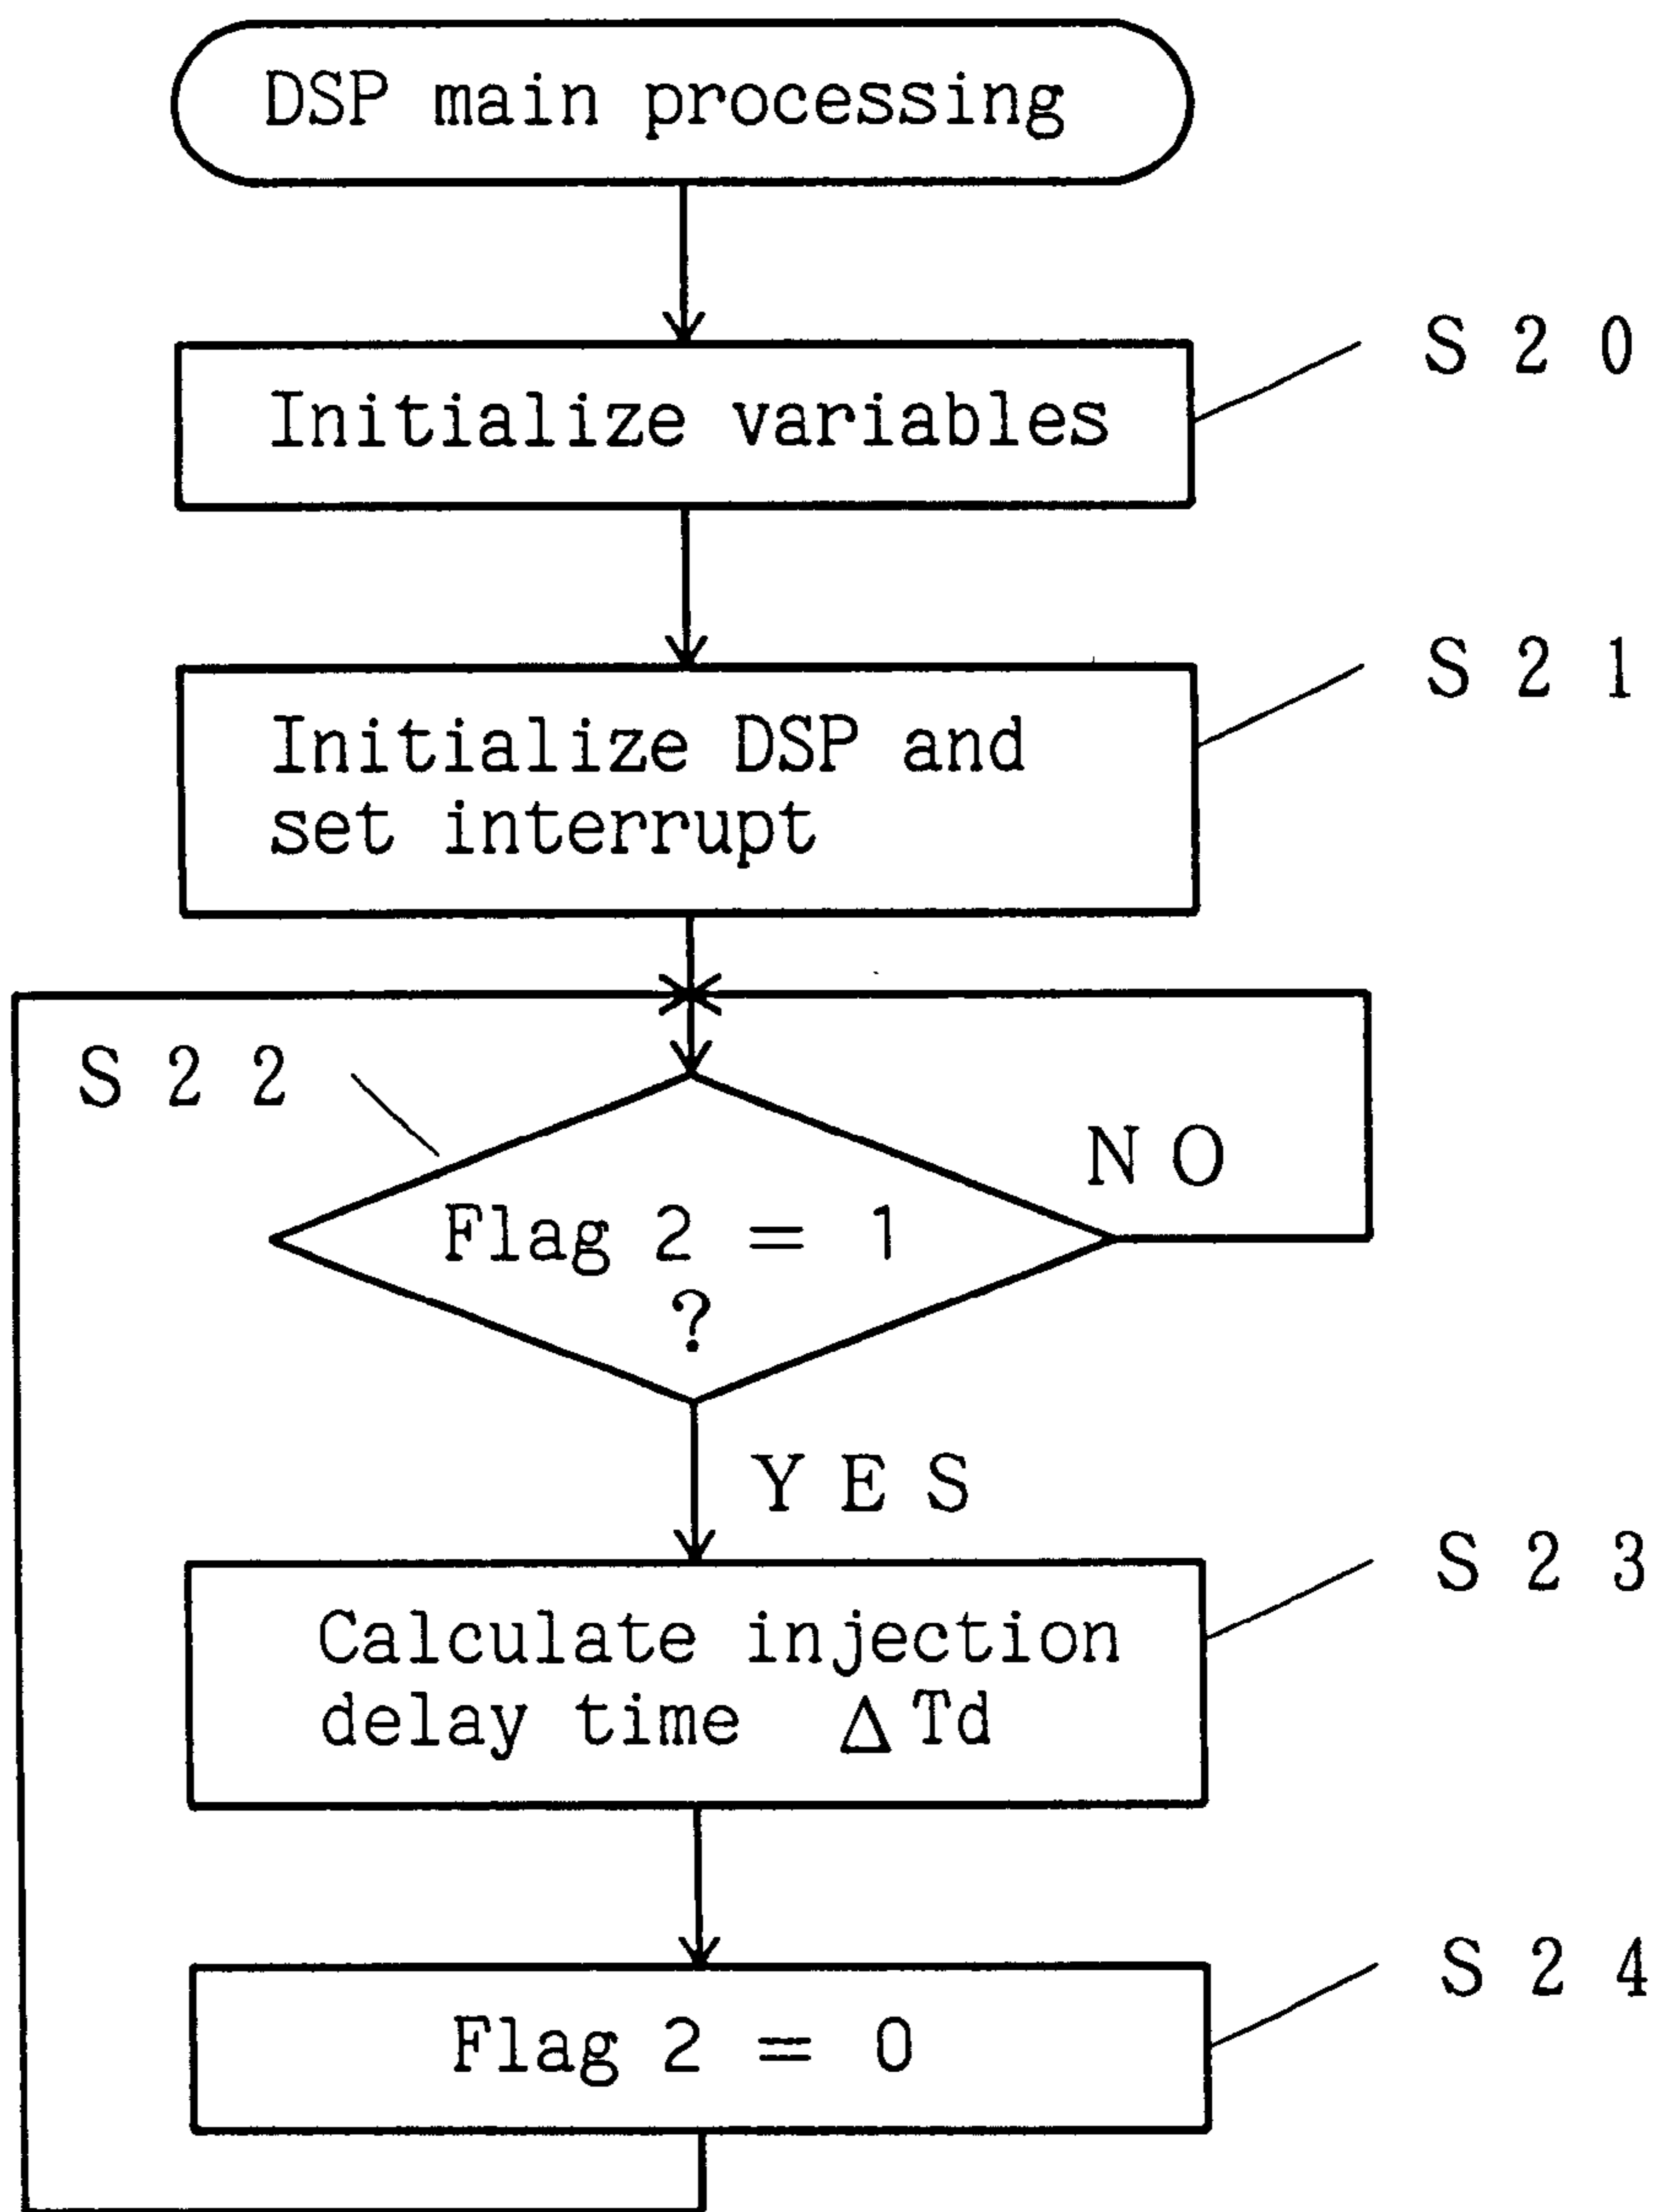 DSP main processing
S 2 0
Initialize variables
S 2 1
Initialize DSP and
set interrupt
S 2 2
N O
Flag 2 = 1
?
Y E S
S 2 3
Calculate injection
delay time Δ Td
S 2 4
Flag 2 = 0